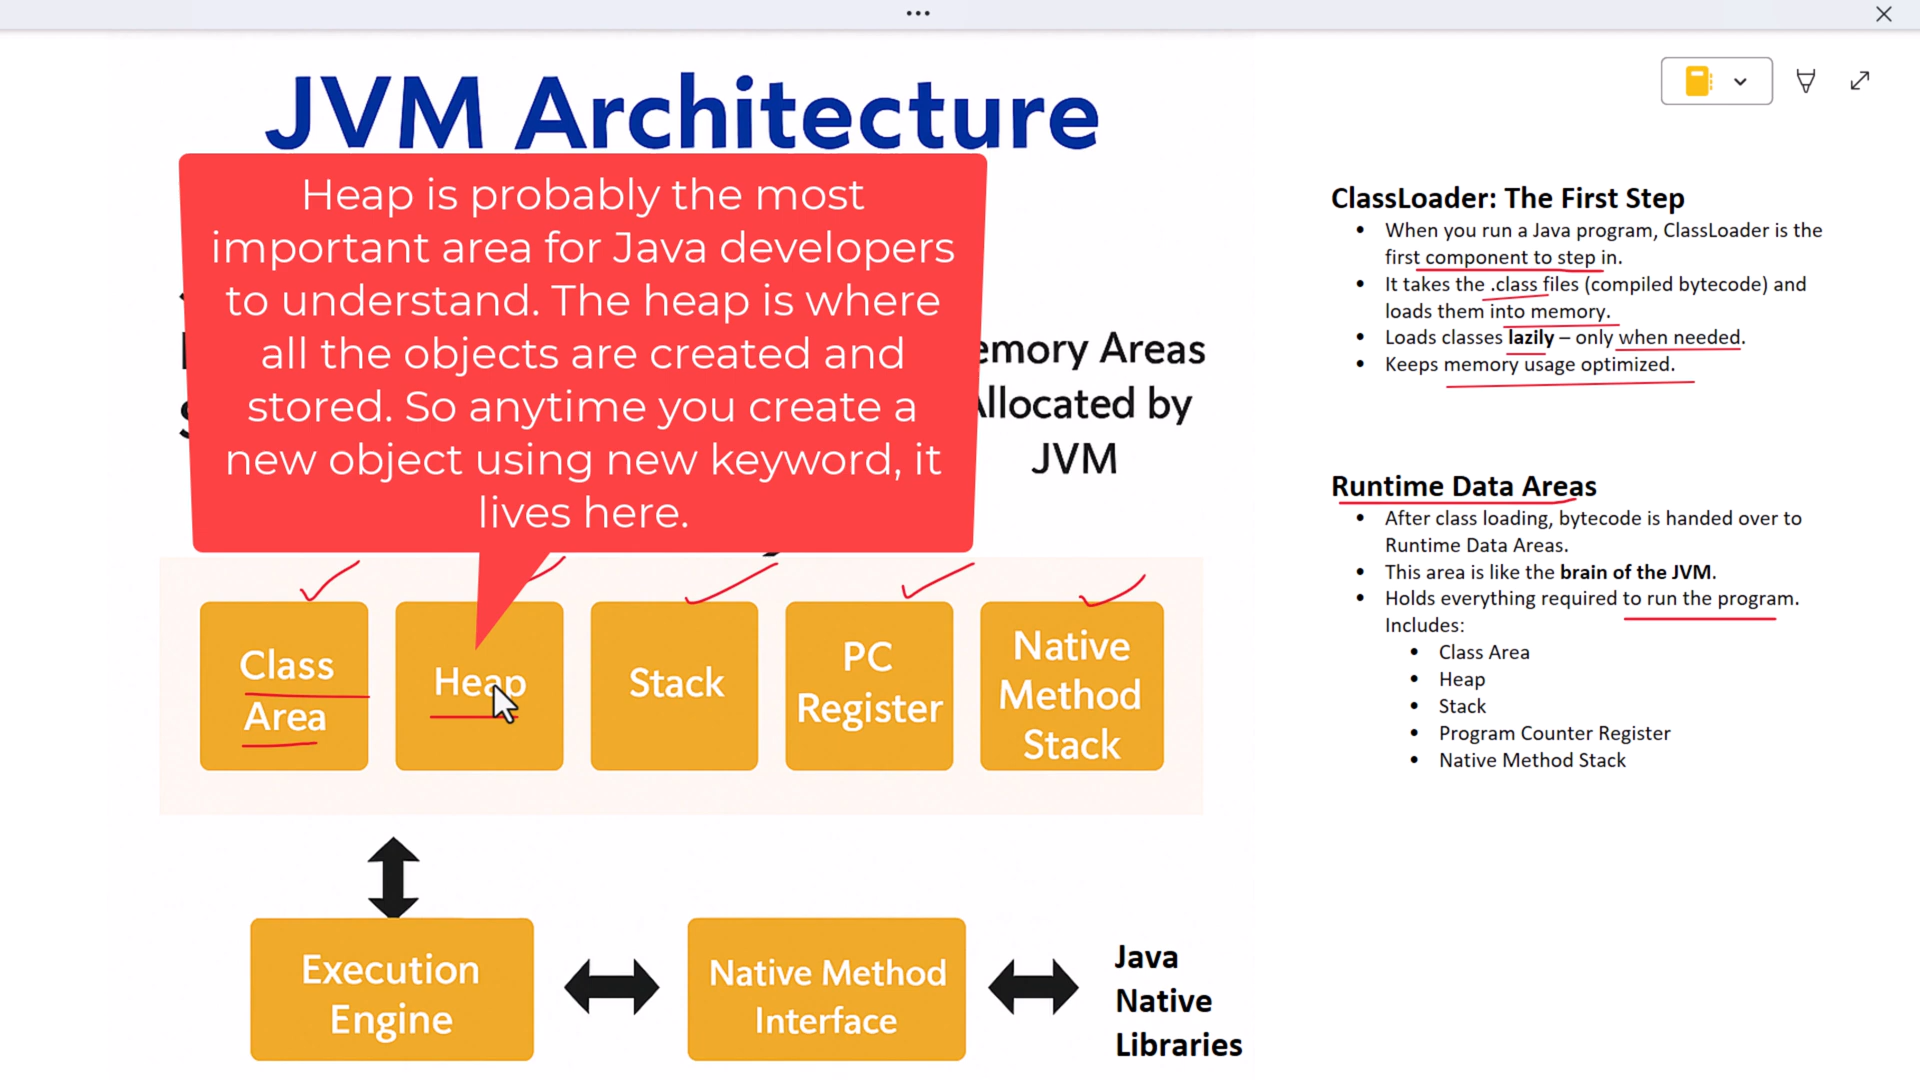 JVM Architecture
Heap is probably the most
important area for Java developers
to understand. The heap is where
all the objects are created and
stored. So anytime you create a
new object using new keyword, it
lives here.
emory Areas
llocated by
JVM
Class
Area
Heap
Stack
PC
Register
Native
Method
Stack
Execution
Engine
Native Method
Interface
Java
Native
Libraries
ClassLoader: The First Step
• When you run a Java program, ClassLoader is the
first component to step in.
• It takes the .class files (compiled bytecode) and
loads them into memory.
• Loads classes lazily – only when needed.
• Keeps memory usage optimized.
Runtime Data Areas
• After class loading, bytecode is handed over to
Runtime Data Areas.
• This area is like the brain of the JVM.
• Holds everything required to run the program.
Includes:
• Class Area
• Heap
• Stack
• Program Counter Register
• Native Method Stack